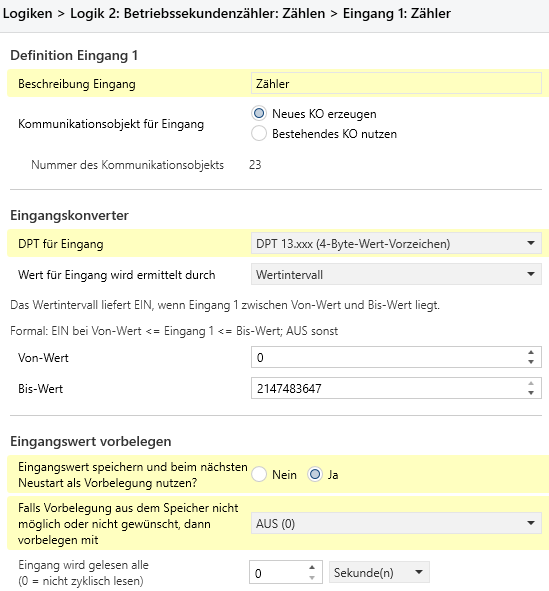 Logiken > Logik 2: Betriebssekundenzähler: Zählen > Eingang 1: Zähler
Definition Eingang 1
Beschreibung Eingang Zähler
Kommunikationsobjekt für Eingang Neues KO erzeugen
Bestehendes KO nutzen
Nummer des Kommunikationsobjekts 23
Eingangskonverter
DPT für Eingang DPT 13.xxx (4-Byte-Wert-Vorzeichen)
Wert für Eingang wird ermittelt durch Wertintervall
Das Wertintervall liefert EIN, wenn Eingang 1 zwischen Von-Wert und Bis-Wert liegt.
Formal: EIN bei Von-Wert <= Eingang 1 <= Bis-Wert; AUS sonst
Von-Wert 0
Bis-Wert 2147483647
Eingangswert vorbelegen
Eingangswert speichern und beim nächsten
Neustart als Vorbelegung nutzen? Nein Ja
Falls Vorbelegung aus dem Speicher nicht
möglich oder nicht gewünscht, dann
vorbelegen mit AUS (0)
Eingang wird gelesen alle
(0 = nicht zyklisch lesen) 0 Sekunde(n)